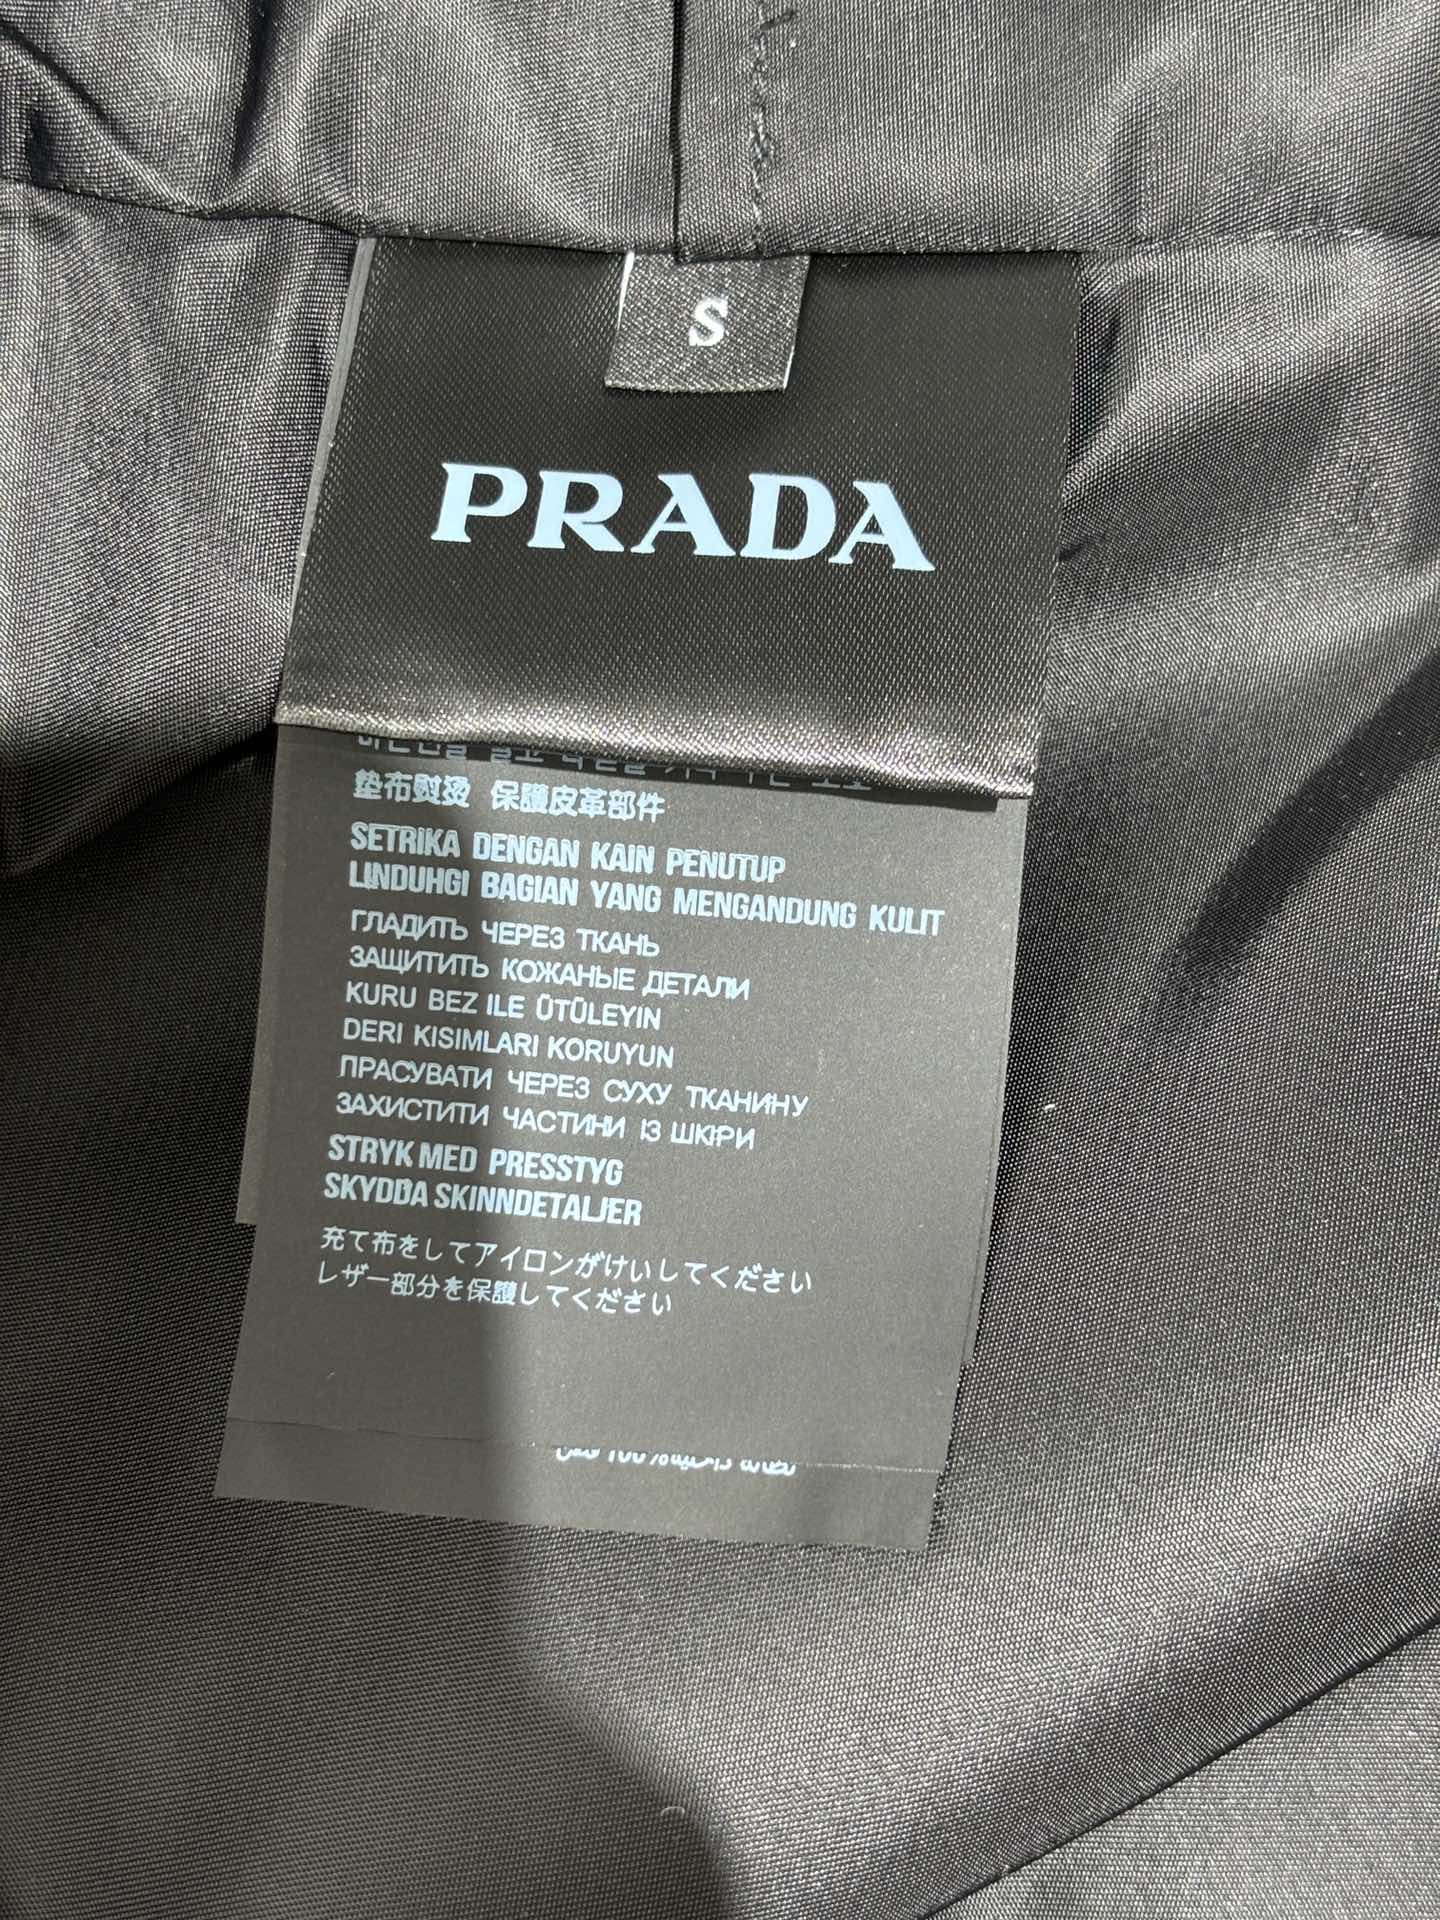 S
PRADA
垫布熨烫 保護皮革部件
SETRIKA DENGAN KAIN PENUTUP
LINDUHGI BAGIAN YANG MENGANDUNG KULIT
ГЛАДИТЬ ЧЕРЕЗ ТКАНЬ
ЗАЩИТИТЬ КОЖАНЫЕ ДЕТАЛИ
KURU BEZ ILE ÜTÜLEYIN
DERI KISIMLARI KORUYUN
ПРАСУВАТИ ЧЕРЕЗ СУХУ ТКАНИНУ
ЗАХИСТИТИ ЧАСТИНИ ІЗ ШКІРИ
STRYK MED PRESSTYG
SKYDDA SKINNDETALJER
充て布をしてアイロンがけいしてください
レザー部分を保護してください
100%